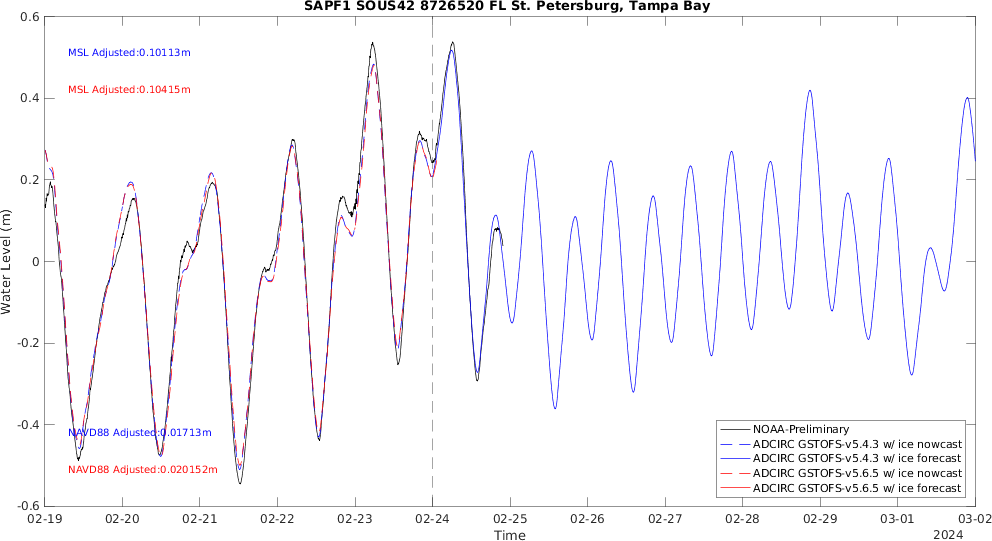 SAPF1 SOUS42 8726520 FL St. Petersburg, Tampa Bay
0.6
0.4
0.2
0
-0.2
-0.4
-0.6
Water Level (m)
MSL Adjusted:0.10113m
MSL Adjusted:0.10415m
NAVD88 Adjusted:0.01713m
NAVD88 Adjusted:0.020152m
NOAA-Preliminary
ADCIRC GSTOFS-v5.4.3 w/ ice nowcast
ADCIRC GSTOFS-v5.4.3 w/ ice forecast
ADCIRC GSTOFS-v5.6.5 w/ ice nowcast
ADCIRC GSTOFS-v5.6.5 w/ ice forecast
02-19 02-20 02-21 02-22 02-23 02-24 02-25 02-26 02-27 02-28 02-29 03-01 03-02
Time
2024